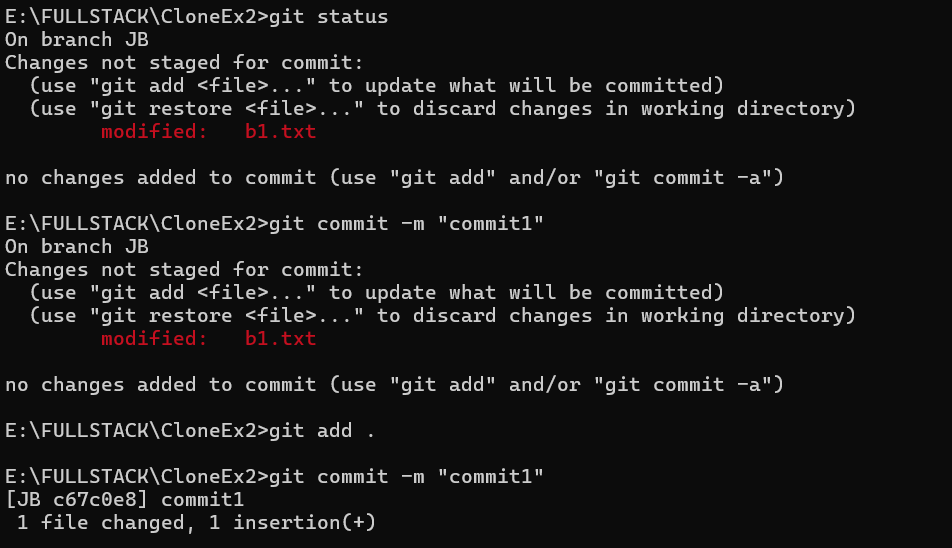 E:\FULLSTACK\CloneEx2>git status
On branch JB
Changes not staged for commit:
  (use "git add <file>..." to update what will be committed)
  (use "git restore <file>..." to discard changes in working directory)
        modified:   b1.txt

no changes added to commit (use "git add" and/or "git commit -a")

E:\FULLSTACK\CloneEx2>git commit -m "commit1"
On branch JB
Changes not staged for commit:
  (use "git add <file>..." to update what will be committed)
  (use "git restore <file>..." to discard changes in working directory)
        modified:   b1.txt

no changes added to commit (use "git add" and/or "git commit -a")

E:\FULLSTACK\CloneEx2>git add .

E:\FULLSTACK\CloneEx2>git commit -m "commit1"
[JB c67c0e8] commit1
 1 file changed, 1 insertion(+)